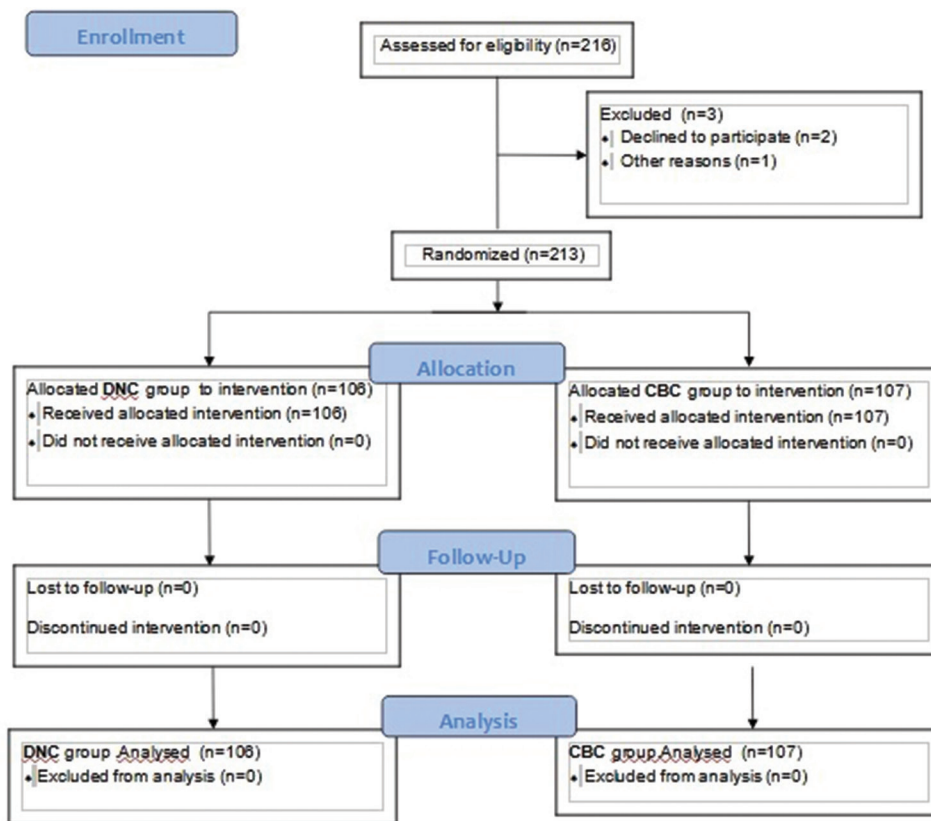 Enrollment
Assessed for eligibility (n=216)
Excluded (n=3)
Declined to participate (n=2)
Other reasons (n=1)
Randomized (n=213)
Allocation
Allocated DNC group to intervention (n=106)
Received allocated intervention (n=106)
Did not receive allocated intervention (n=0)
Allocated CBC group to intervention (n=107)
Received allocated intervention (n=107)
Did not receive allocated intervention (n=0)
Follow-Up
Lost to follow-up (n=0)
Discontinued intervention (n=0)
Lost to follow-up (n=0)
Discontinued intervention (n=0)
Analysis
DNC group Analysed (n=106)
Excluded from analysis (n=0)
CBC group Analysed (n=107)
Excluded from analysis (n=0)